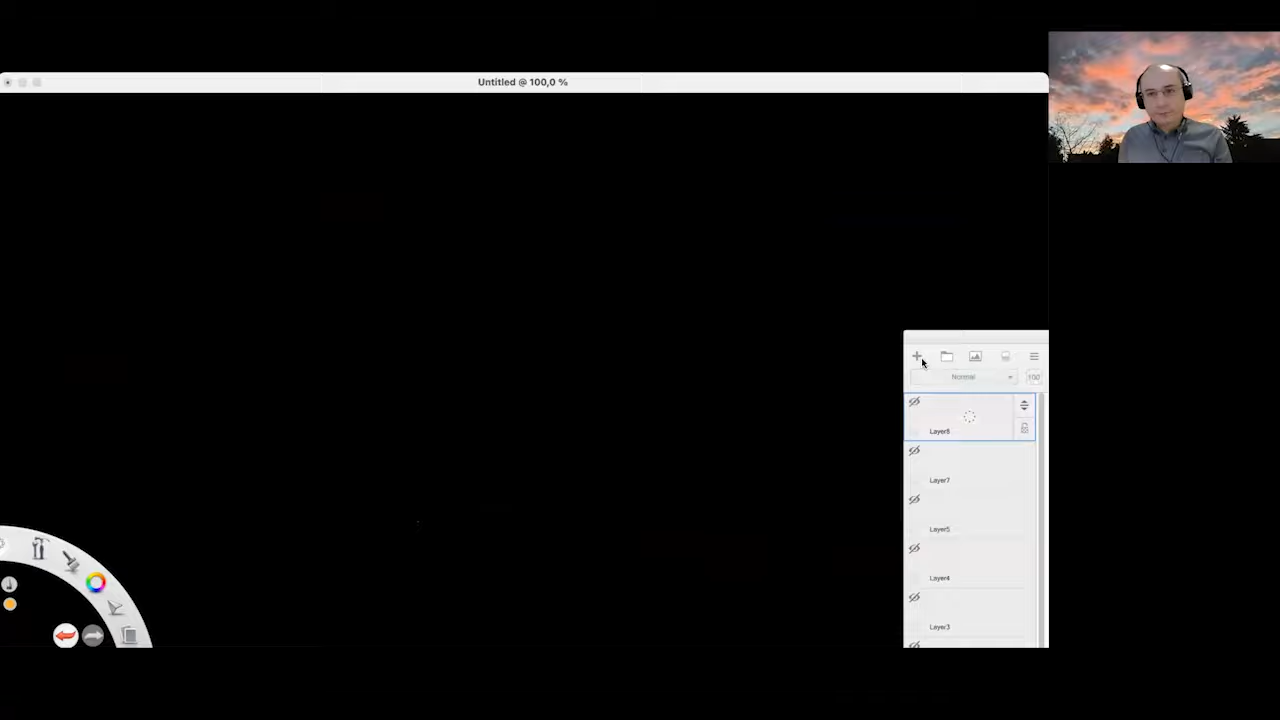 Untitled @ 100,0 %
Normal
100
Layer8
Layer7
Layer5
Layer4
Layer3